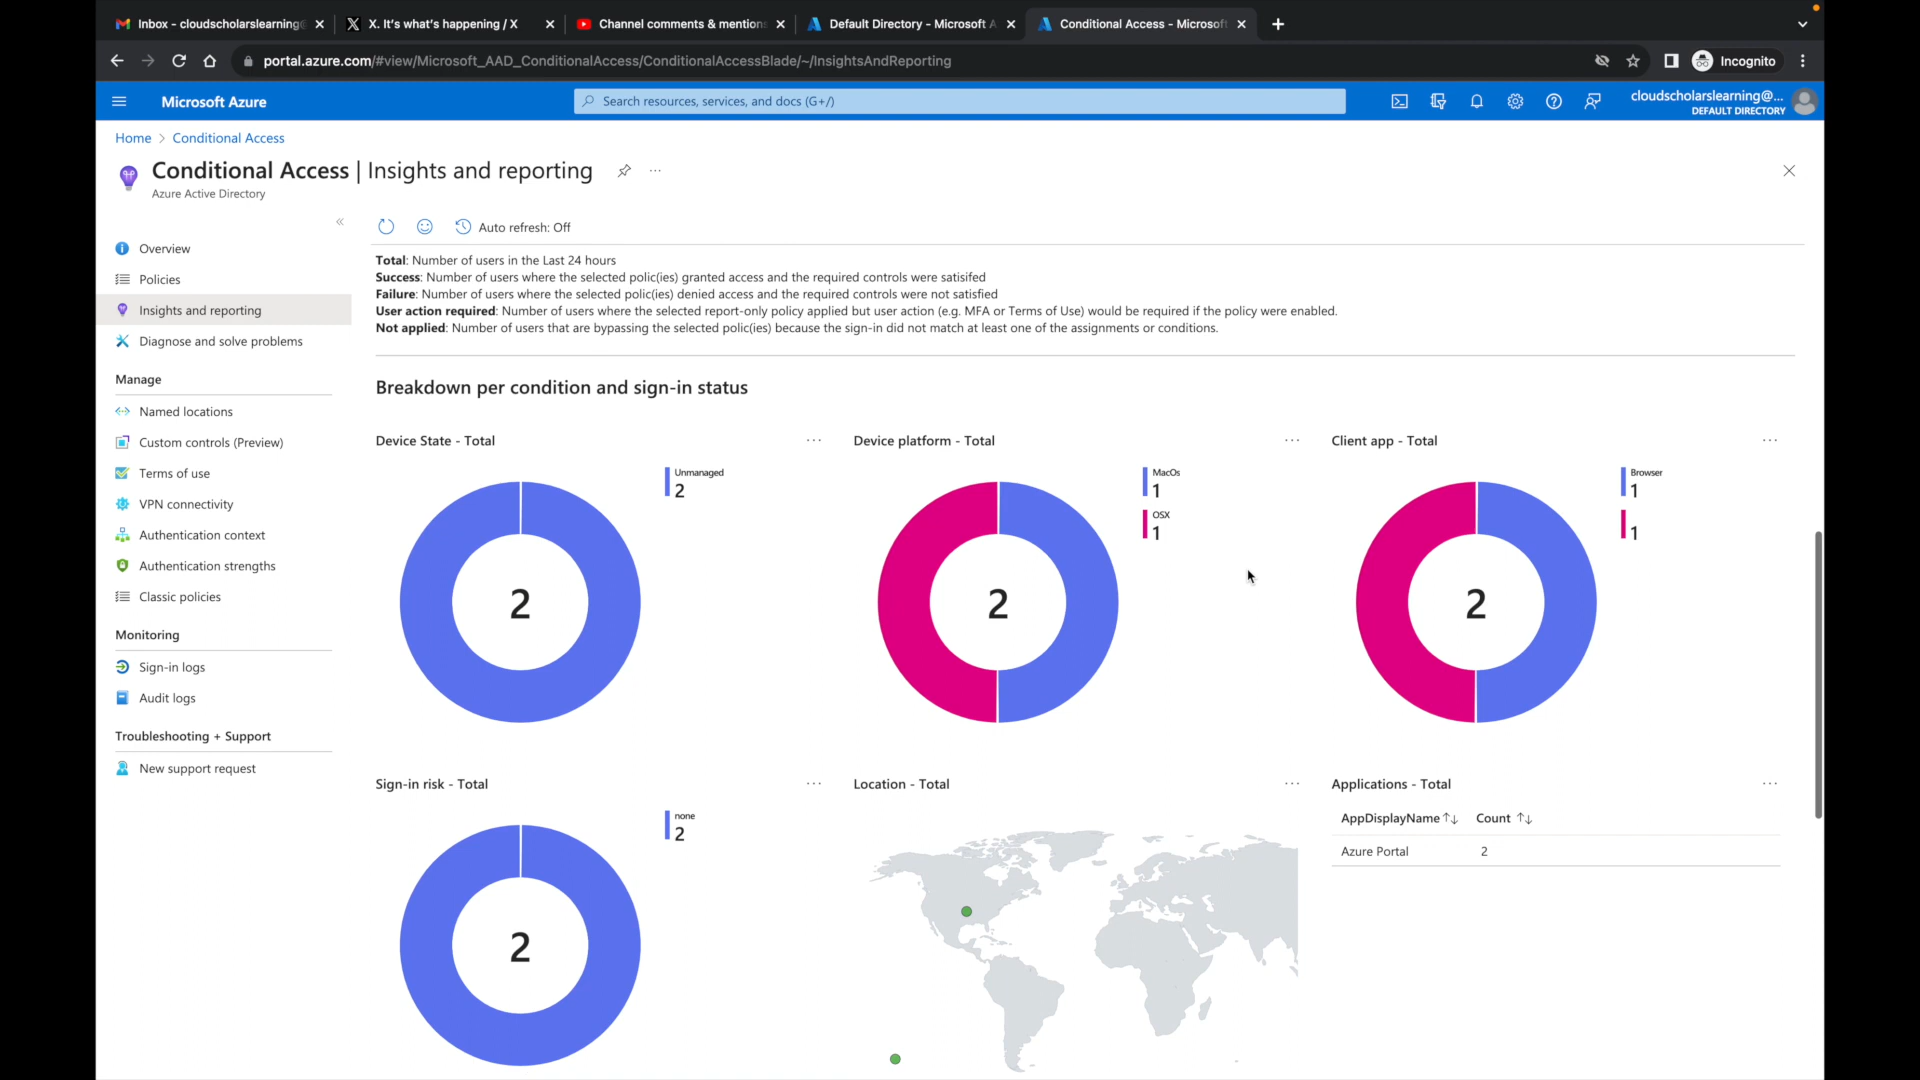 Inbox - cloudscholarslearning@
X. It's what's happening / X
Channel comments & mentions
Default Directory - Microsoft A
Conditional Access - Microsoft
portal.azure.com/#view/Microsoft_AAD_ConditionalAccess/ConditionalAccessBlade/~/InsightsAndReporting
Incognito
Microsoft Azure
Search resources, services, and docs (G+/)
cloudscholarslearning@...
DEFAULT DIRECTORY
Home > Conditional Access
Conditional Access | Insights and reporting
Azure Active Directory
Auto refresh: Off
Overview
Policies
Insights and reporting
Diagnose and solve problems
Manage
Named locations
Custom controls (Preview)
Terms of use
VPN connectivity
Authentication context
Authentication strengths
Classic policies
Monitoring
Sign-in logs
Audit logs
Troubleshooting + Support
New support request
Total: Number of users in the Last 24 hours
Success: Number of users where the selected polic(ies) granted access and the required controls were satisifed
Failure: Number of users where the selected polic(ies) denied access and the required controls were not satisfied
User action required: Number of users where the selected report-only policy applied but user action (e.g. MFA or Terms of Use) would be required if the policy were enabled.
Not applied: Number of users that are bypassing the selected polic(ies) because the sign-in did not match at least one of the assignments or conditions.
Breakdown per condition and sign-in status
Device State - Total
Unmanaged
2
2
Device platform - Total
MacOs
1
OSX
1
2
Client app - Total
Browser
1
1
2
Sign-in risk - Total
none
2
2
Location - Total
Applications - Total
AppDisplayName↑↓ Count ↑↓
Azure Portal 2